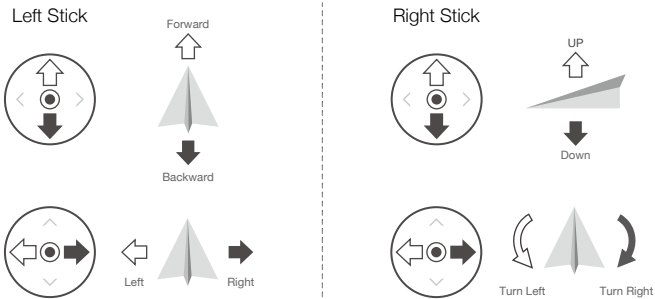 Left Stick
Forward
Backward
Left
Right
Right Stick
UP
Down
Turn Left
Turn Right